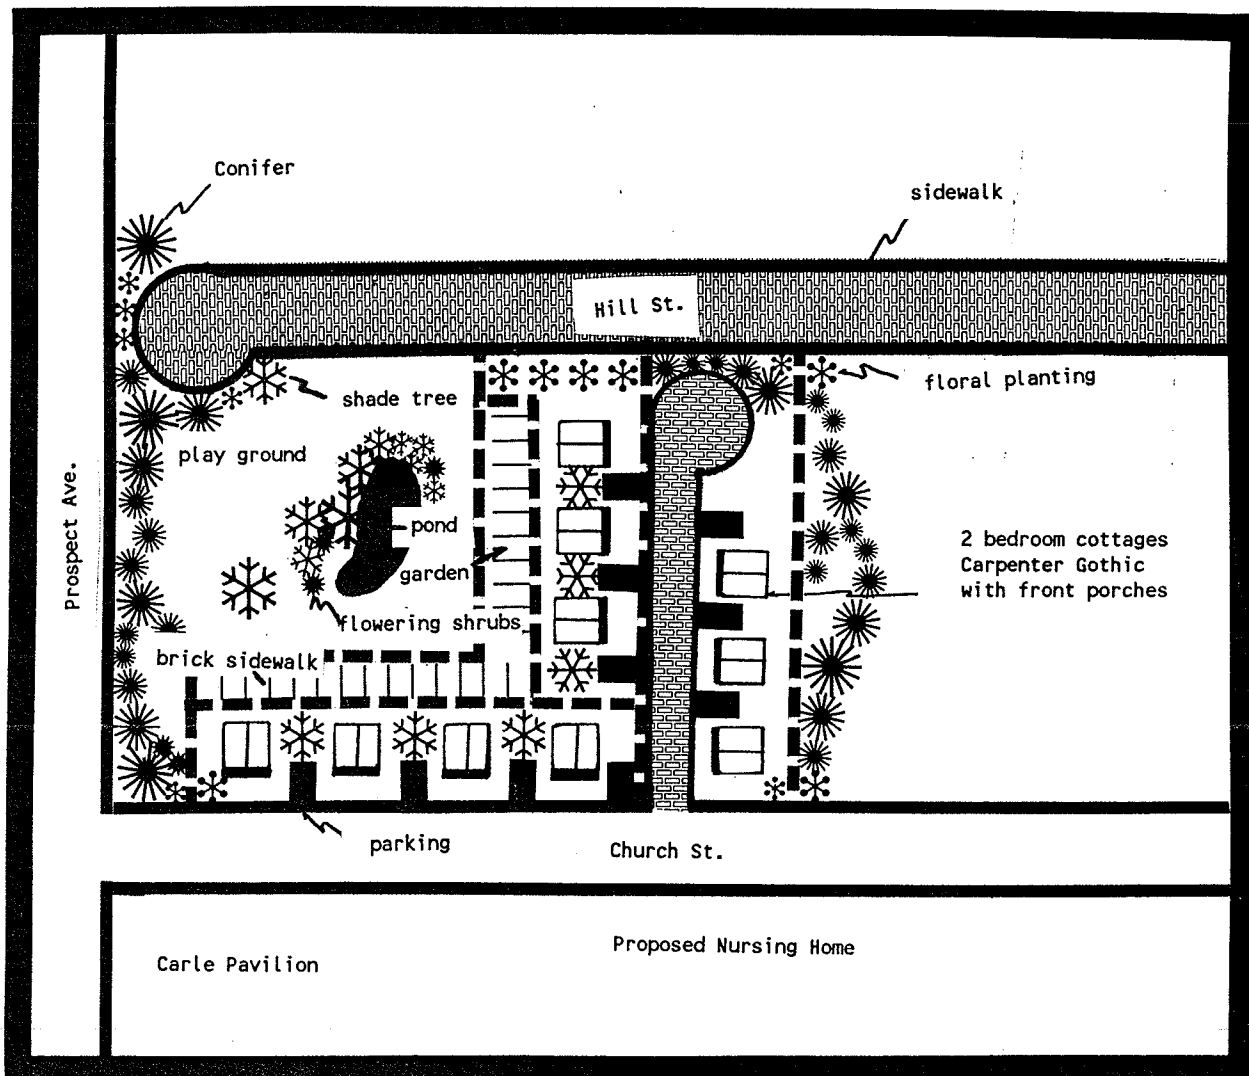 Conifer
sidewalk
Hill St.
shade tree
floral planting
play ground
Prospect Ave.
pond
garden
2 bedroom cottages
Carpenter Gothic
with front porches
flowering shrubs
brick sidewalk
parking
Church St.
Proposed Nursing Home
Carle Pavilion